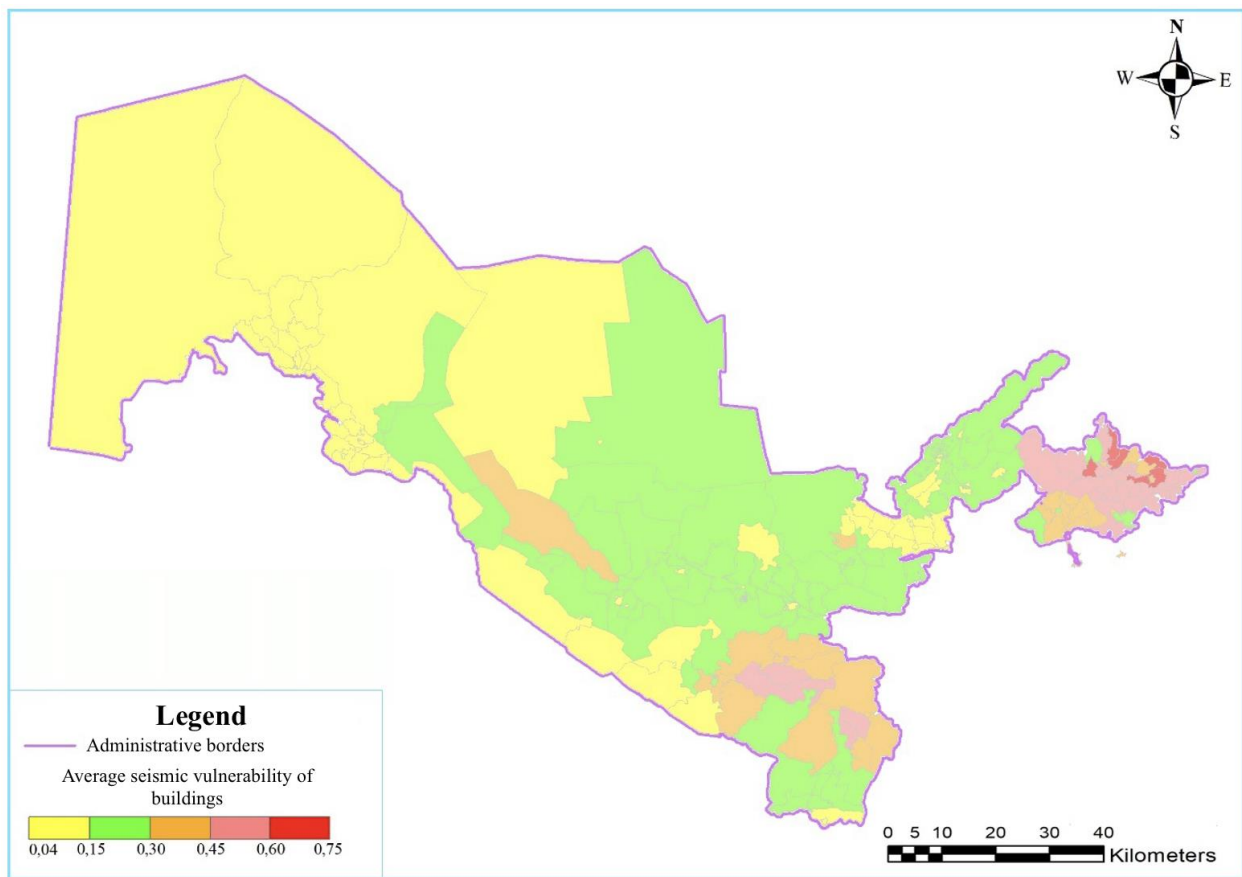 N
W E
S
Legend
Administrative borders
Average seismic vulnerability of
buildings
0,04 0,15 0,30 0,45 0,60 0,75
0 5 10 20 30 40
Kilometers